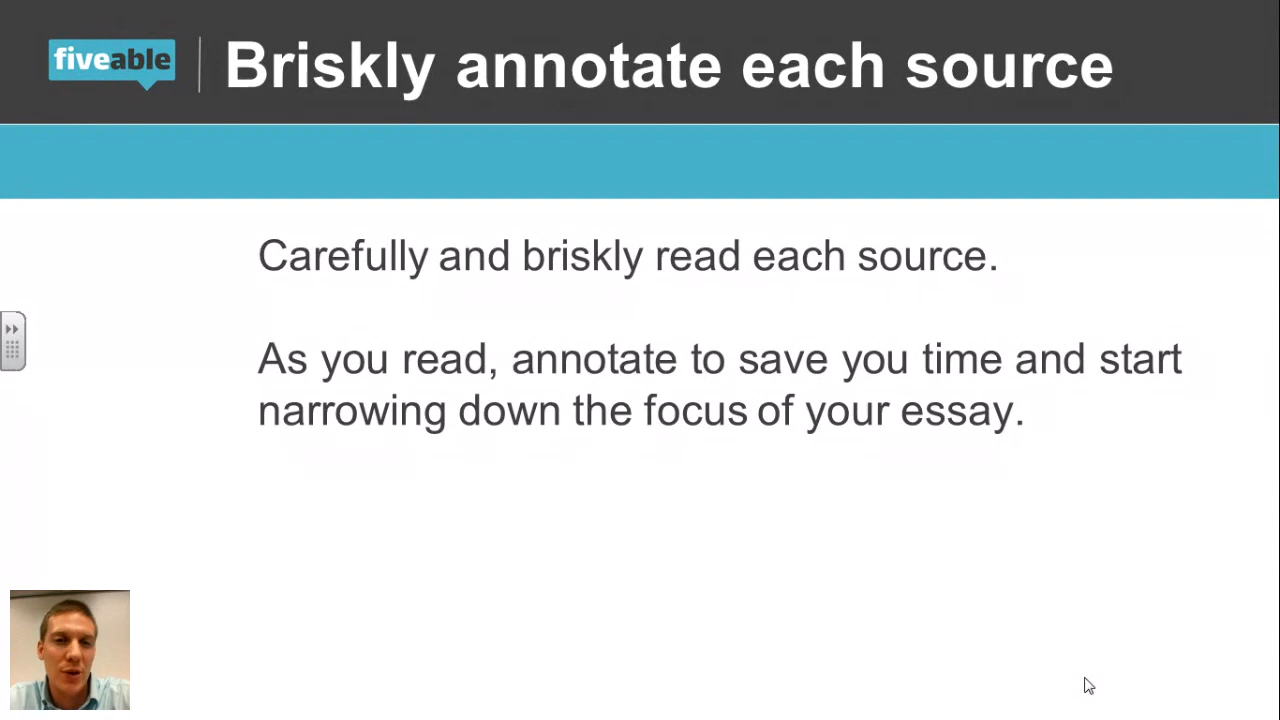 fiveable
Briskly annotate each source
Carefully and briskly read each source.
As you read, annotate to save you time and start
narrowing down the focus of your essay.